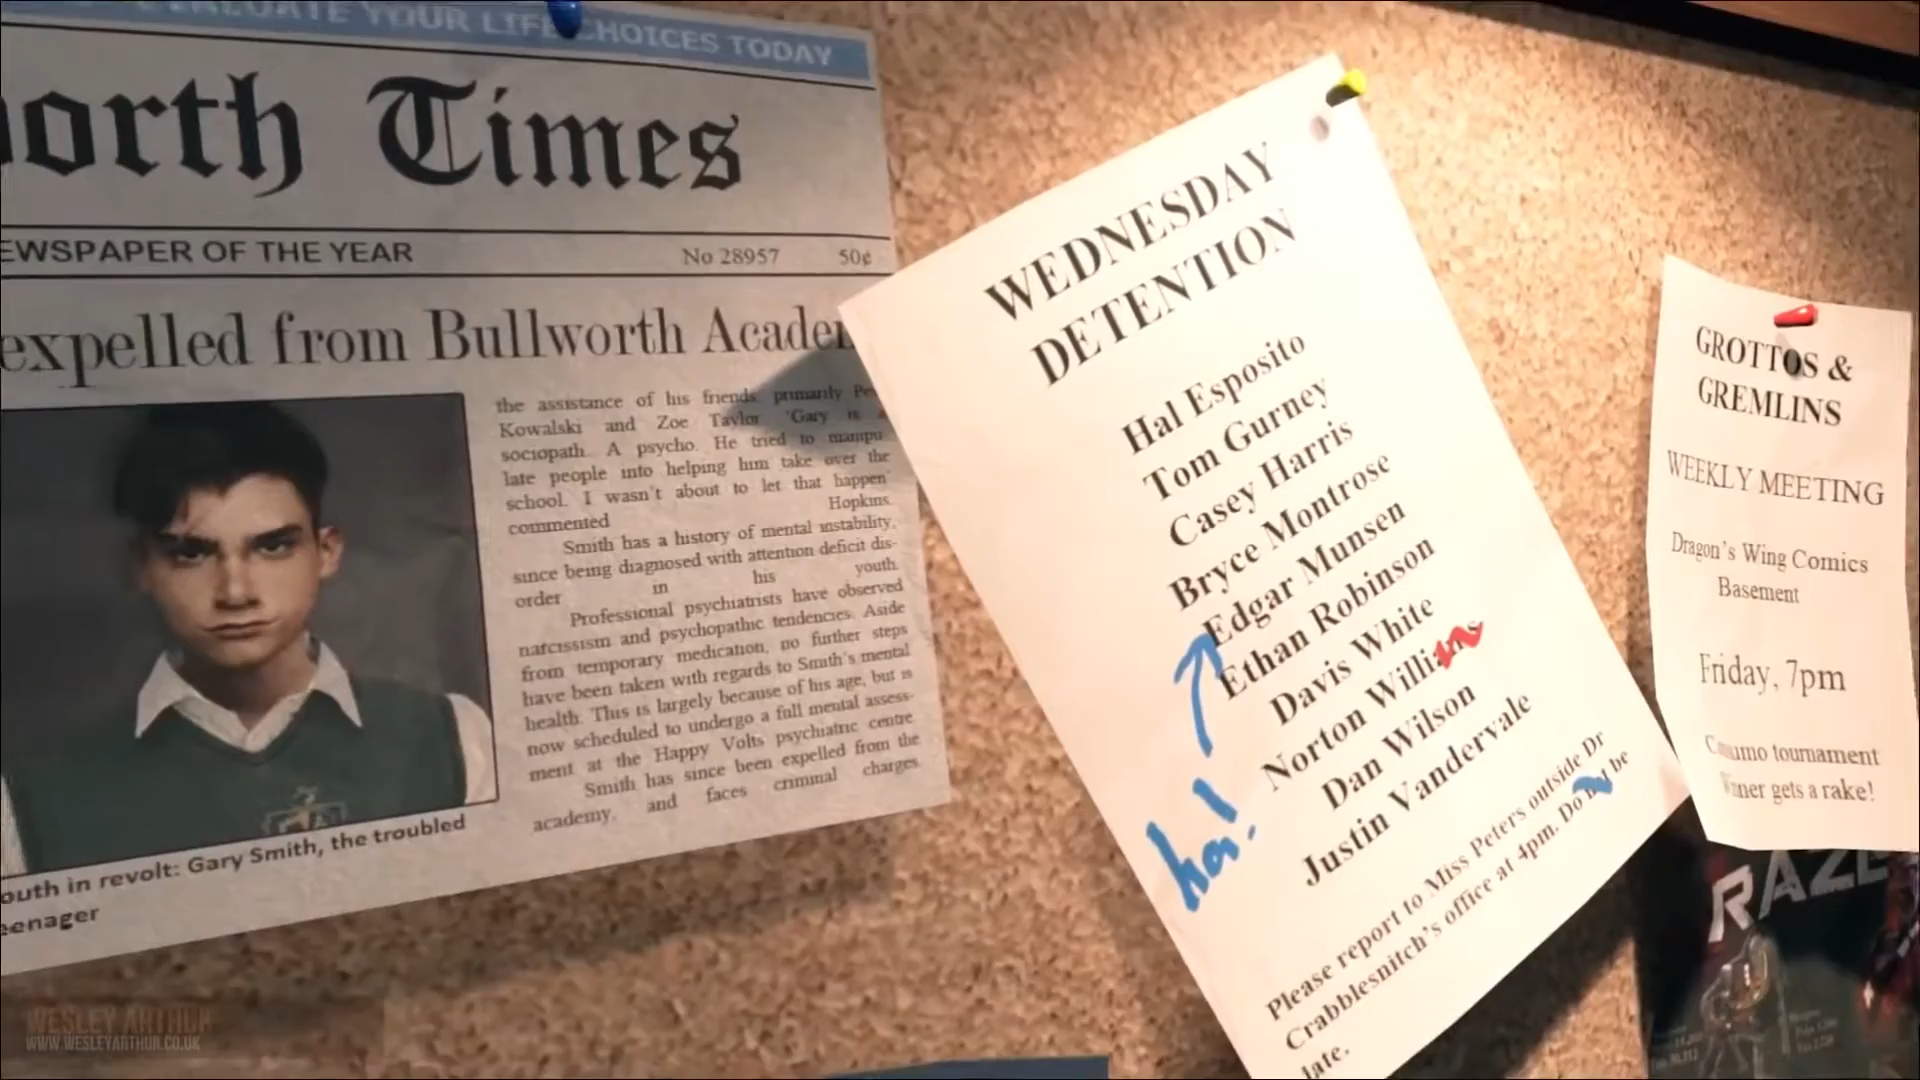 EVALUATE YOUR LIFE CHOICES TODAY
orth Times
EWSPAPER OF THE YEAR No 28957 50¢
expelled from Bullworth Academ
the assistance of his friends, primarily Pe
Kowalski and Zoe Taylor. 'Gary is a
sociopath. A psycho. He tried to manipu
late people into helping him take over the
school. I wasn't about to let that happen'
commented Hopkins.
Smith has a history of mental instability,
since being diagnosed with attention deficit dis-
order in his youth.
Professional psychiatrists have observed
narcissism and psychopathic tendencies. Aside
from temporary medication, no further steps
have been taken with regards to Smith's mental
health. This is largely because of his age, but is
now scheduled to undergo a full mental assess-
ment at the Happy Volts psychiatric centre
Smith has since been expelled from the
academy, and faces criminal charges
outh in revolt: Gary Smith, the troubled
eenager
WEDNESDAY
DETENTION
Hal Esposito
Tom Gurney
Casey Harris
Bryce Montrose
Edgar Munsen
Ethan Robinson
Davis White
Norton Williams
Dan Wilson
Justin Vandervale
ha!
Please report to Miss Peters outside Dr
Crabblesnitch's office at 4pm. Do be
late.
GROTTOS &
GREMLINS
WEEKLY MEETING
Dragon's Wing Comics
Basement
Friday, 7pm
tournament
gets a rake!
RAZE
WESLEY ARTHUR
WWW.WESLEYARTHUR.CO.UK